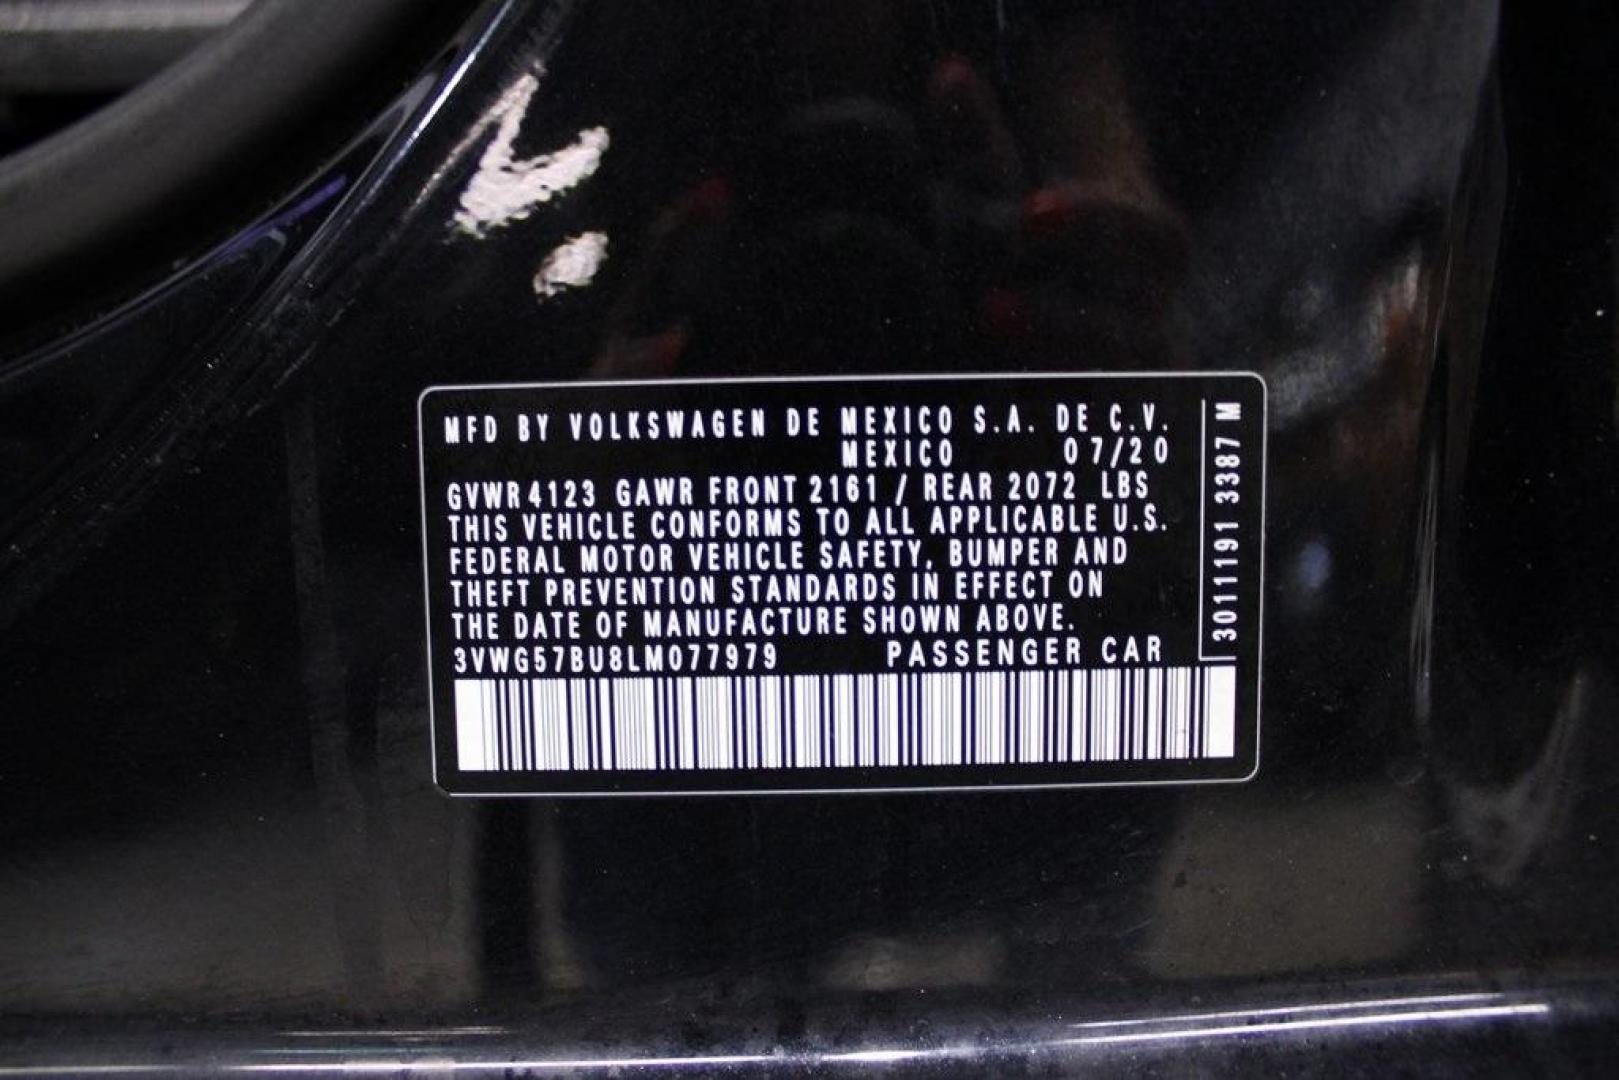 MFD BY VOLKSWAGEN DE MEXICO S.A. DE C.V.
MEXICO 07/20
GVWR 4123 GAWR FRONT 2161 / REAR 2072 LBS
THIS VEHICLE CONFORMS TO ALL APPLICABLE U.S.
FEDERAL MOTOR VEHICLE SAFETY, BUMPER AND
THEFT PREVENTION STANDARDS IN EFFECT ON
THE DATE OF MANUFACTURE SHOWN ABOVE.
3VWG57BU8LM077979 PASSENGER CAR
3011191 3387 M